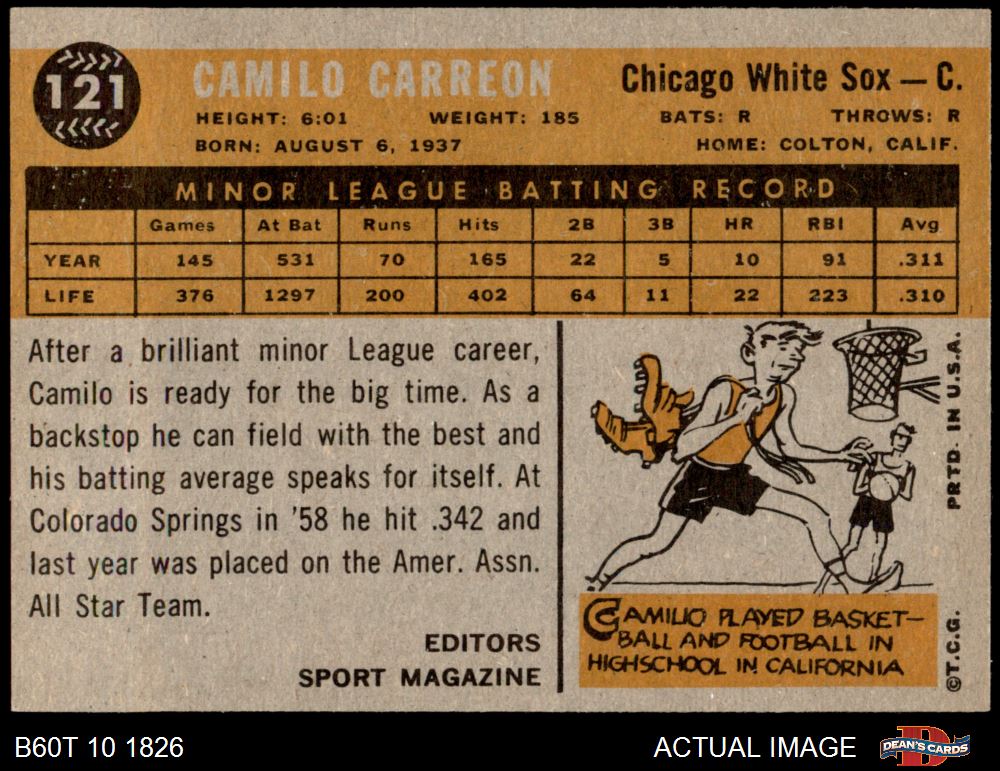 121
CAMILO CARREON
Chicago White Sox — C.
HEIGHT: 6:01 WEIGHT: 185 BATS: R THROWS: R
BORN: AUGUST 6, 1937 HOME: COLTON, CALIF.
MINOR LEAGUE BATTING RECORD
Games At Bat Runs Hits 2B 3B HR RBI Avg
YEAR 145 531 70 165 22 5 10 91 .311
LIFE 376 1297 200 402 64 11 22 223 .310
After a brilliant minor League career,
Camilo is ready for the big time. As a
backstop he can field with the best and
his batting average speaks for itself. At
Colorado Springs in '58 he hit .342 and
last year was placed on the Amer. Assn.
All Star Team.
EDITORS
SPORT MAGAZINE
CAMILIO PLAYED BASKET–
BALL AND FOOTBALL IN
HIGHSCHOOL IN CALIFORNIA
PRTD. IN U.S.A.
©T.C.G.
B60T 10 1826
ACTUAL IMAGE
DEAN'S CARDS